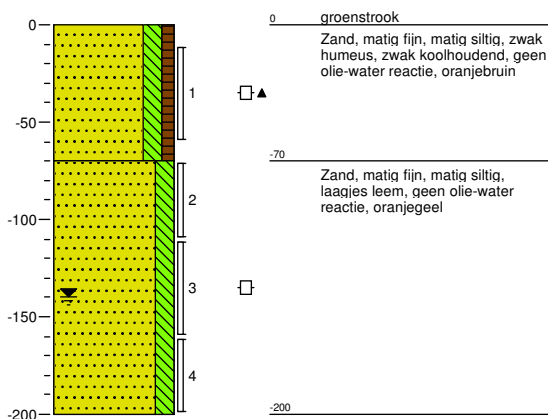 0
-50
-100
-150
-200
1
2
3
4
0
groenstrook
Zand, matig fijn, matig siltig, zwak
humeus, zwak koolhoudend, geen
olie-water reactie, oranjebruin
-70
Zand, matig fijn, matig siltig,
laagjes leem, geen olie-water
reactie, oranjegeel
-200